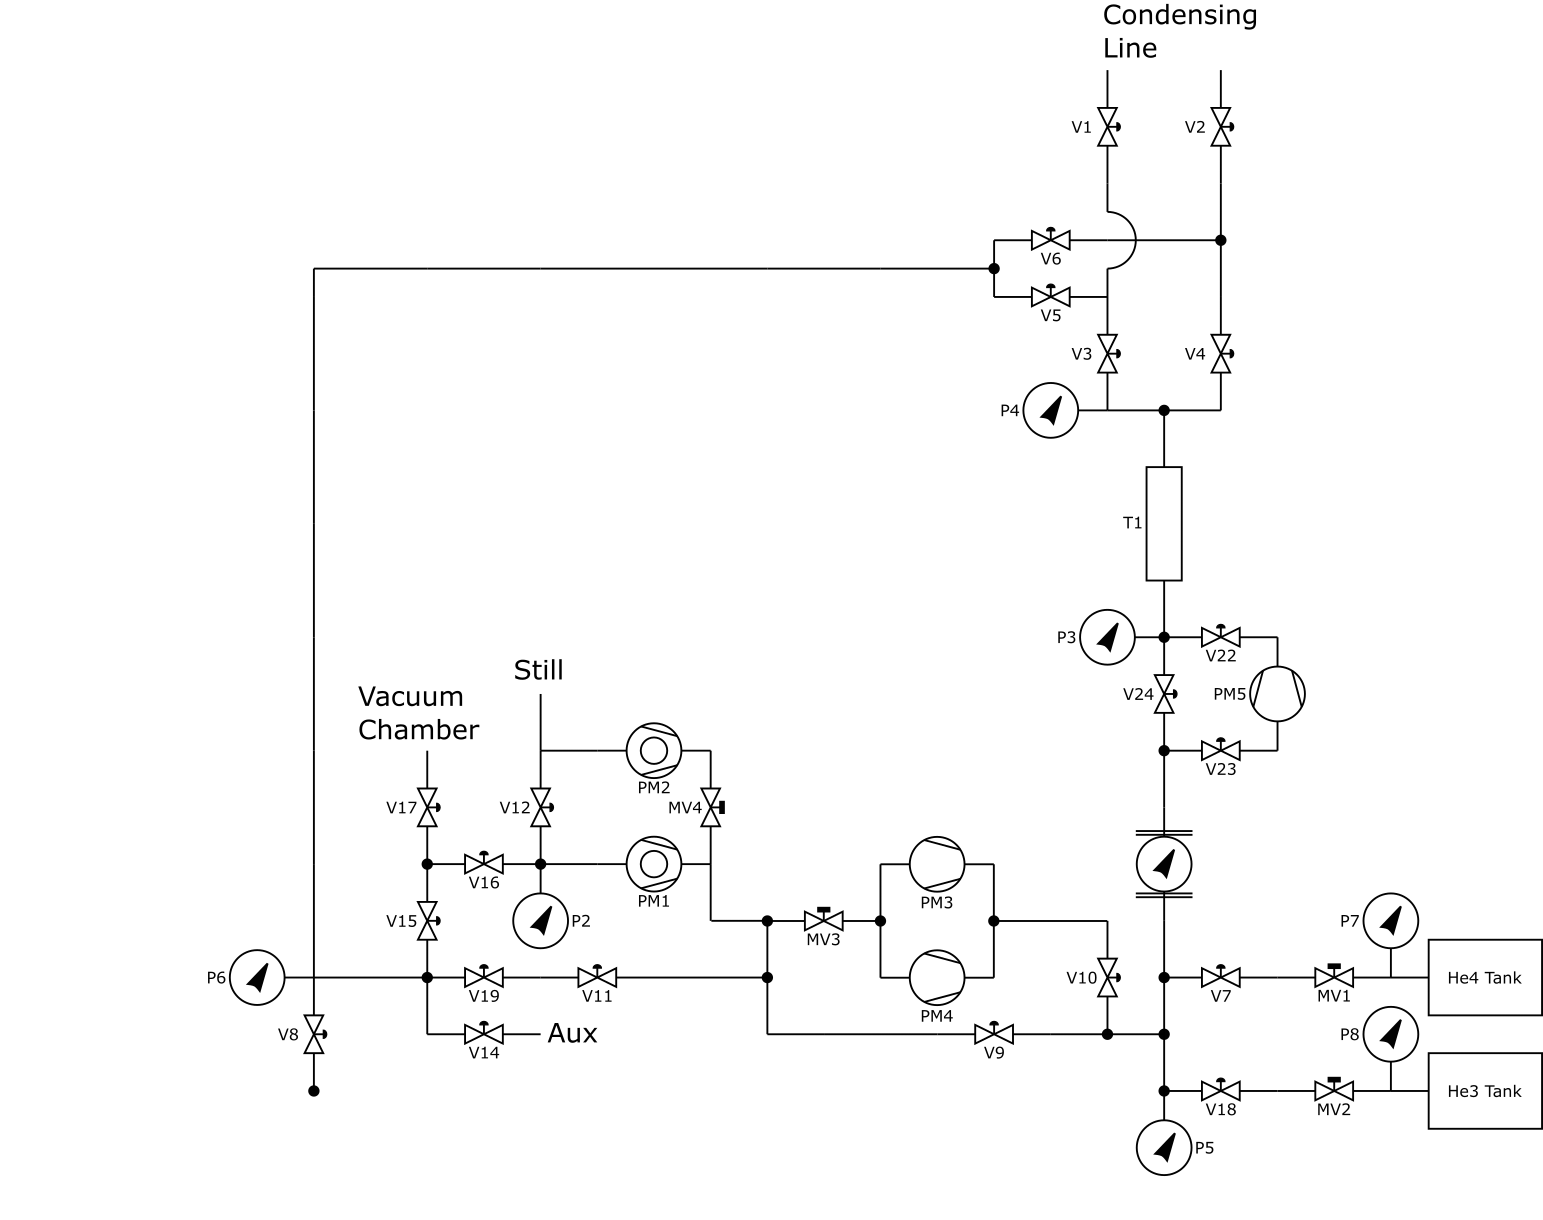 Condensing
Line
V1
V2
V6
V5
V3
V4
P4
T1
P3
V22
V24
PM5
V23
Still
Vacuum
Chamber
PM2
V17
V12
MV4
V16
PM1
PM3
V15
P2
MV3
P7
P6
V19
V11
PM4
V10
V7
MV1
He4 Tank
V8
V14
Aux
V9
P8
V18
MV2
He3 Tank
P5